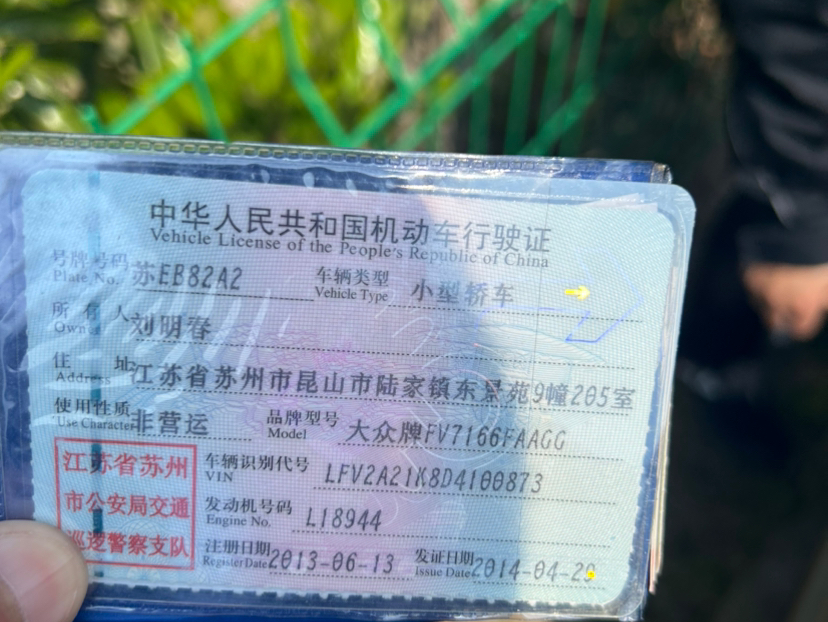 中华人民共和国机动车行驶证
Vehicle License of the People's Republic of China
号牌号码 苏EB82A2 车辆类型 小型轿车
Plate No. Vehicle Type
所有人 刘明春
Owner
住址 江苏省苏州市昆山市陆家镇东景苑9幢205室
Address
使用性质 非营运 品牌型号 大众牌FV7166FAAGG
Use Character Model
江苏省苏州 车辆识别代号 LFV2A21K8D4100873
VIN
市公安局交通 发动机号码 L18944
Engine No.
巡逻警察支队 注册日期 2013-06-13 发证日期
Register Date Issue Date